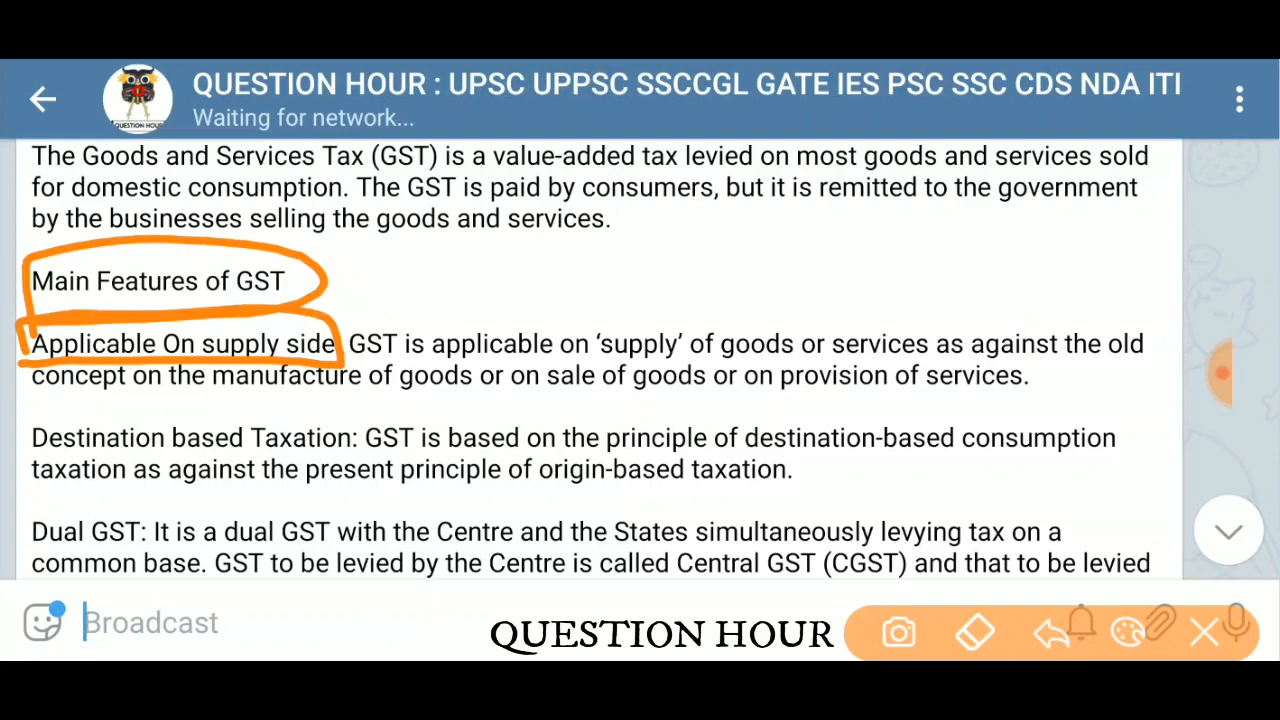 QUESTION HOUR : UPSC UPPSC SSCCGL GATE IES PSC SSC CDS NDA ITI
Waiting for network...
QUESTION HOUR
The Goods and Services Tax (GST) is a value-added tax levied on most goods and services sold
for domestic consumption. The GST is paid by consumers, but it is remitted to the government
by the businesses selling the goods and services.
Main Features of GST
Applicable On supply side GST is applicable on ‘supply’ of goods or services as against the old
concept on the manufacture of goods or on sale of goods or on provision of services.
Destination based Taxation: GST is based on the principle of destination-based consumption
taxation as against the present principle of origin-based taxation.
Dual GST: It is a dual GST with the Centre and the States simultaneously levying tax on a
common base. GST to be levied by the Centre is called Central GST (CGST) and that to be levied
Broadcast
QUESTION HOUR